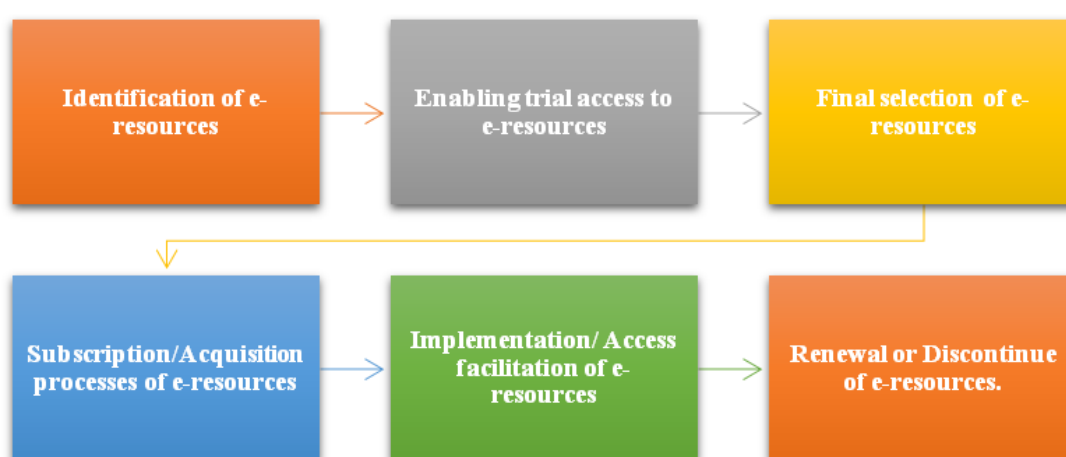 Identification of e-
resources
Enabling trial access to
e-resources
Final selection of e-
resources
Subscription/Acquisition
processes of e-resources
Implementation/ Access
facilitation of e-
resources
Renewal or Discontinue
of e-resources.